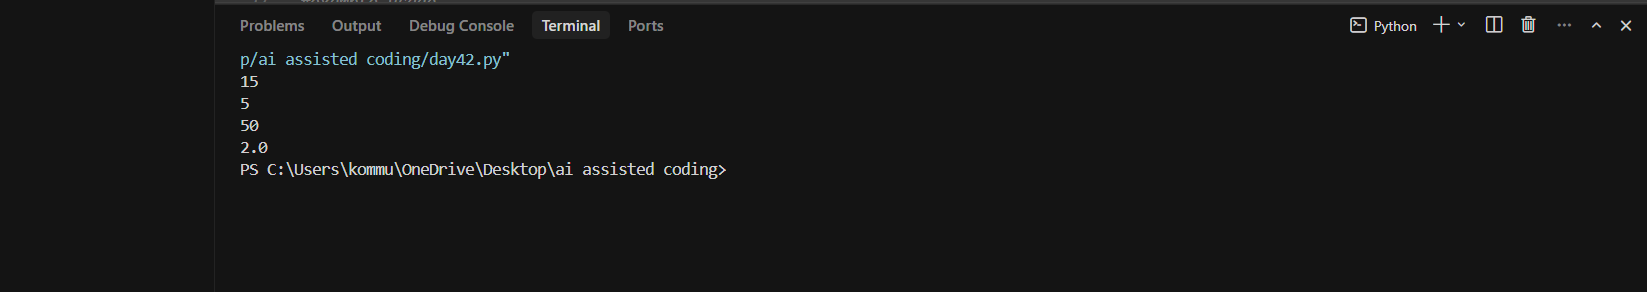 Problems Output Debug Console Terminal Ports Python
p/ai assisted coding/day42.py"
15
5
50
2.0
PS C:\Users\kommu\OneDrive\Desktop\ai assisted coding>